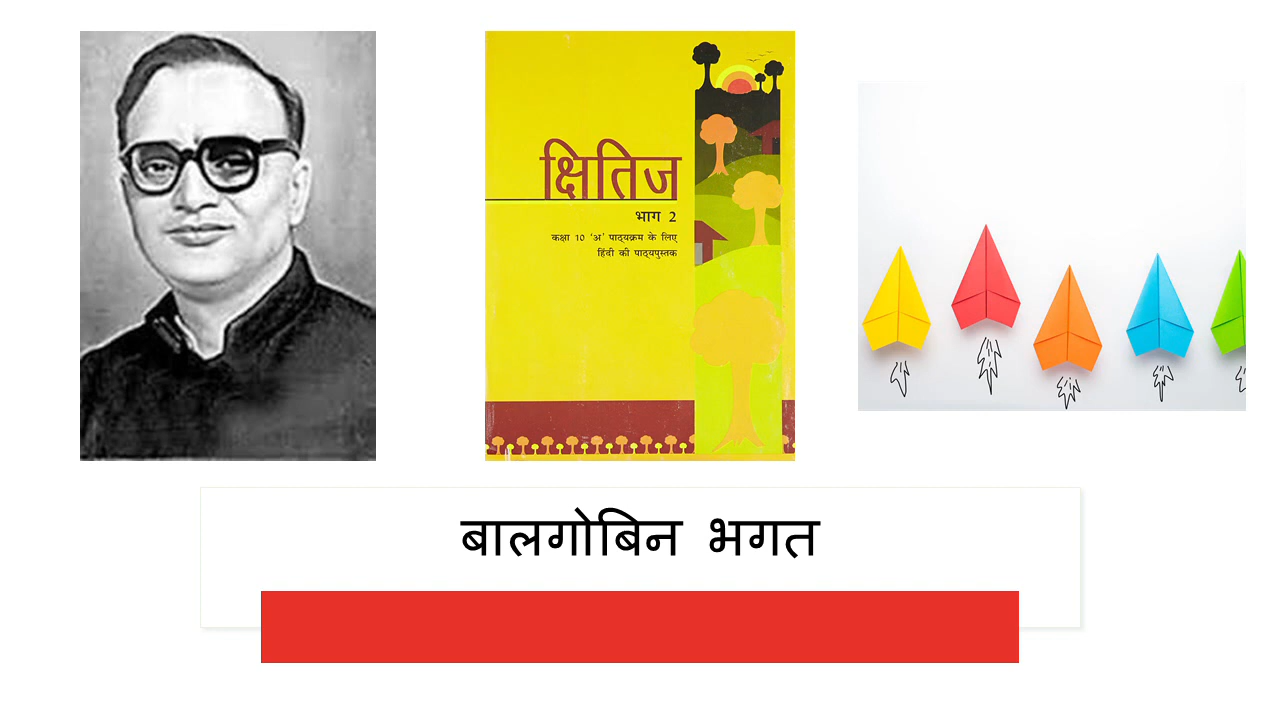 क्षितिज
भाग 2
कक्षा 10 ‘अ’ पाठ्यक्रम के लिए
हिंदी की पाठ्यपुस्तक
बालगोबिन भगत